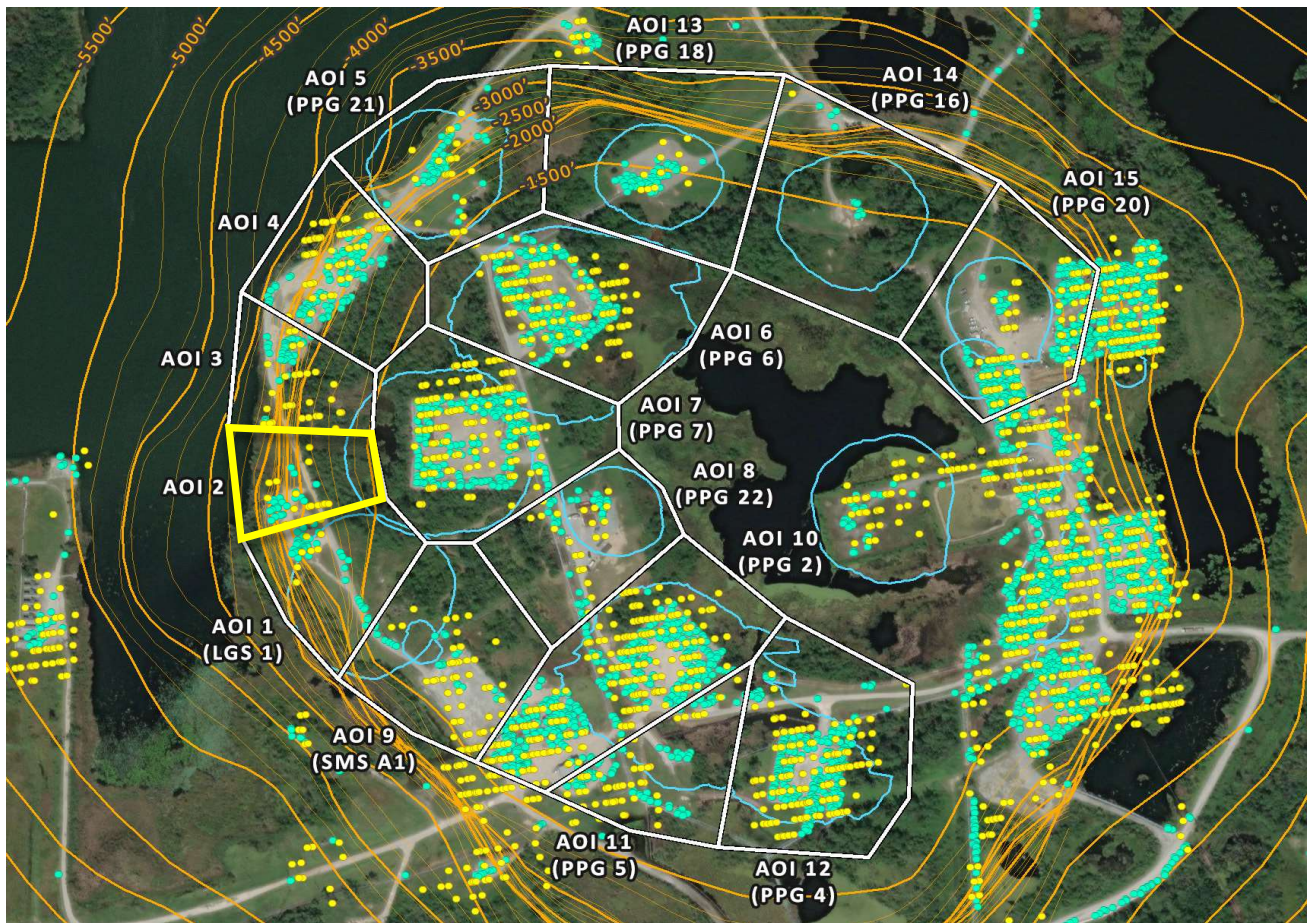 -5500'
-5000'
-4500'
-4000'
-3500'
-3000'
-2500'
-2000'
-1500'
AOI 13
(PPG 18)
AOI 14
(PPG 16)
AOI 5
(PPG 21)
AOI 15
(PPG 20)
AOI 4
AOI 3
AOI 6
(PPG 6)
AOI 7
(PPG 7)
AOI 2
AOI 8
(PPG 22)
AOI 10
(PPG 2)
AOI 1
(LGS 1)
AOI 9
(SMS A1)
AOI 11
(PPG 5)
AOI 12
(PPG 4)